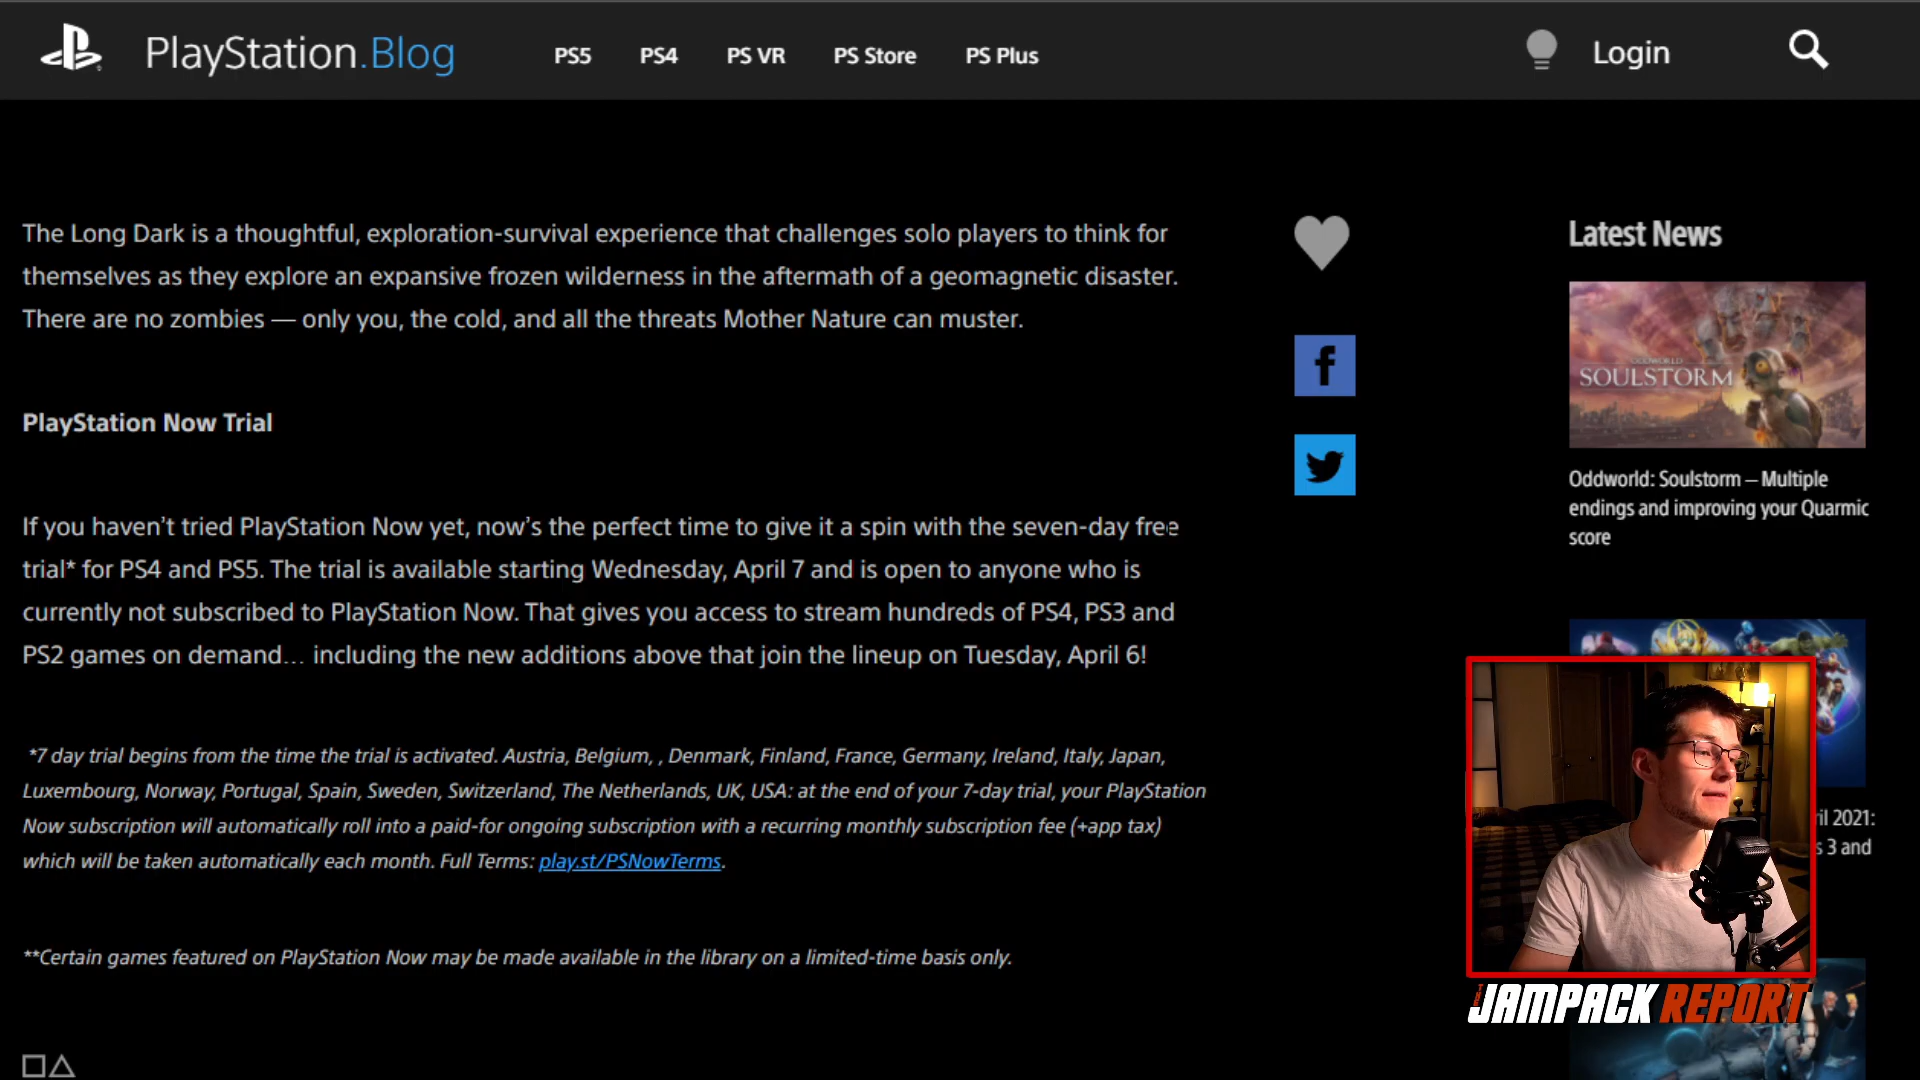 PlayStation.Blog
PS5
PS4
PS VR
PS Store
PS Plus
Login
The Long Dark is a thoughtful, exploration-survival experience that challenges solo players to think for
themselves as they explore an expansive frozen wilderness in the aftermath of a geomagnetic disaster.
There are no zombies — only you, the cold, and all the threats Mother Nature can muster.
PlayStation Now Trial
If you haven’t tried PlayStation Now yet, now’s the perfect time to give it a spin with the seven-day free
trial* for PS4 and PS5. The trial is available starting Wednesday, April 7 and is open to anyone who is
currently not subscribed to PlayStation Now. That gives you access to stream hundreds of PS4, PS3 and
PS2 games on demand… including the new additions above that join the lineup on Tuesday, April 6!
*7 day trial begins from the time the trial is activated. Austria, Belgium, , Denmark, Finland, France, Germany, Ireland, Italy, Japan,
Luxembourg, Norway, Portugal, Spain, Sweden, Switzerland, The Netherlands, UK, USA: at the end of your 7-day trial, your PlayStation
Now subscription will automatically roll into a paid-for ongoing subscription with a recurring monthly subscription fee (+app tax)
which will be taken automatically each month. Full Terms: play.st/PSNowTerms.
**Certain games featured on PlayStation Now may be made available in the library on a limited-time basis only.
Latest News
ODDWORLD
SOULSTORM
Oddworld: Soulstorm – Multiple
endings and improving your Quarmic
score
ril 2021:
s 3 and
THE JAMPACK REPORT